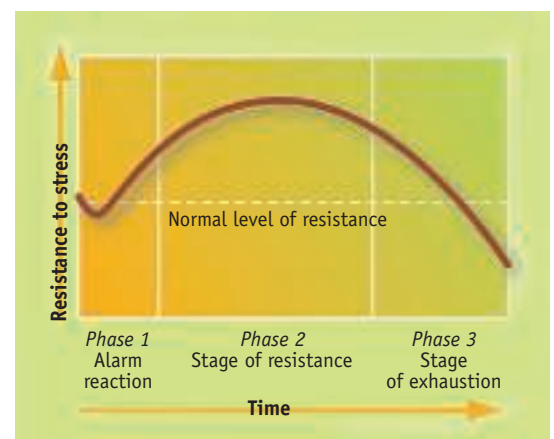 Resistance to stress
Normal level of resistance
Phase 1
Alarm
reaction
Phase 2
Stage of resistance
Phase 3
Stage
of exhaustion
Time